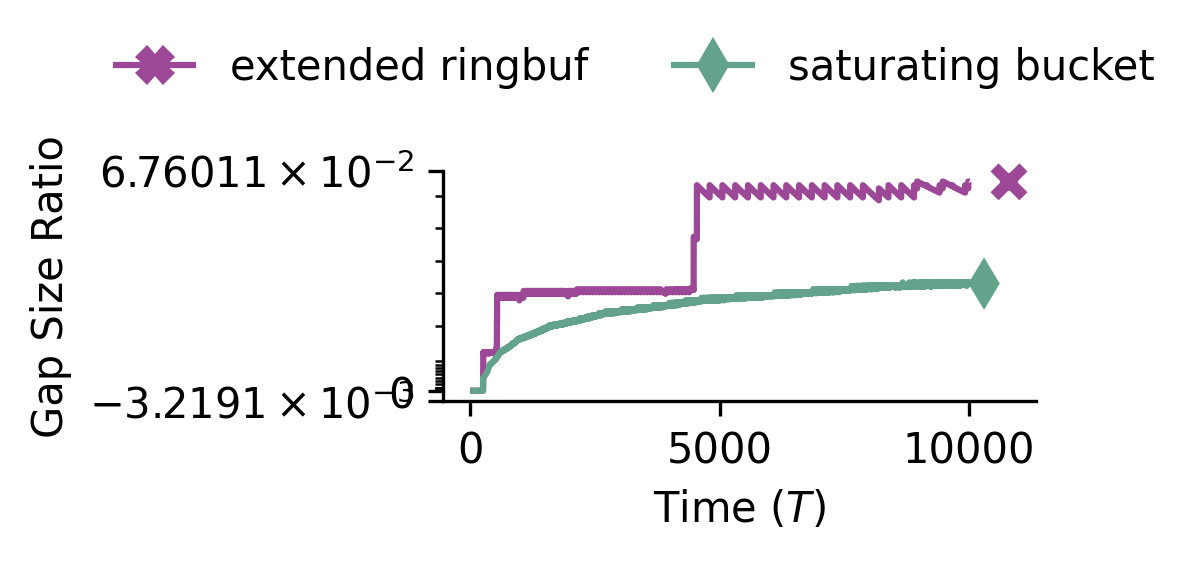 extended ringbuf
saturating bucket
Gap Size Ratio
6.76011 × 10⁻²
0
−3.2191 × 10⁻³
0
5000
10000
Time (T)